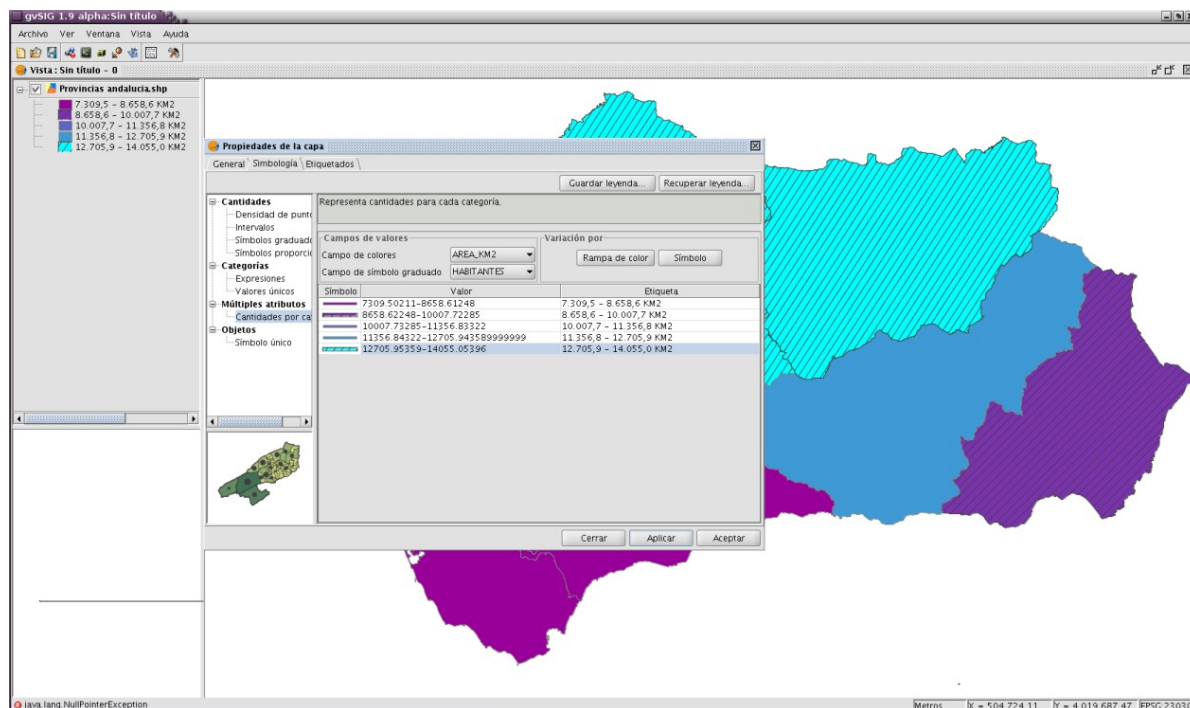 gvSIG 1.9 alpha:Sin título
Archivo Ver Ventana Vista Ayuda
Vista : Sin título - 0
Provincias andalucia.shp
7.309,5 - 8.658,6 KM2
8.658,6 - 10.007,7 KM2
10.007,7 - 11.356,8 KM2
11.356,8 - 12.705,9 KM2
12.705,9 - 14.055,0 KM2
Propiedades de la capa
General Simbología Etiquetados
Guardar leyenda... Recuperar leyenda...
Cantidades
Densidad de punt
Intervalos
Símbolos graduad
Símbolos proporcio
Categorías
Expresiones
Valores únicos
Múltiples atributos
Cantidades por ca
Objetos
Símbolo único
Representa cantidades para cada categoría.
Campos de valores
Campo de colores AREA_KM2
Campo de símbolo graduado HABITANTES
Variación por
Rampa de color Símbolo
Símbolo Valor Etiqueta
7309.50211-8658.61248 7.309,5 - 8.658,6 KM2
8658.62248-10007.72285 8.658,6 - 10.007,7 KM2
10007.73285-11356.83322 10.007,7 - 11.356,8 KM2
11356.84322-12705.943589999999 11.356,8 - 12.705,9 KM2
12705.95359-14055.05396 12.705,9 - 14.055,0 KM2
Cerrar Aplicar Aceptar
java.lang.NullPointerException
Metros X = 504.724,11 Y = 4.019.687,47 EPSG:23030